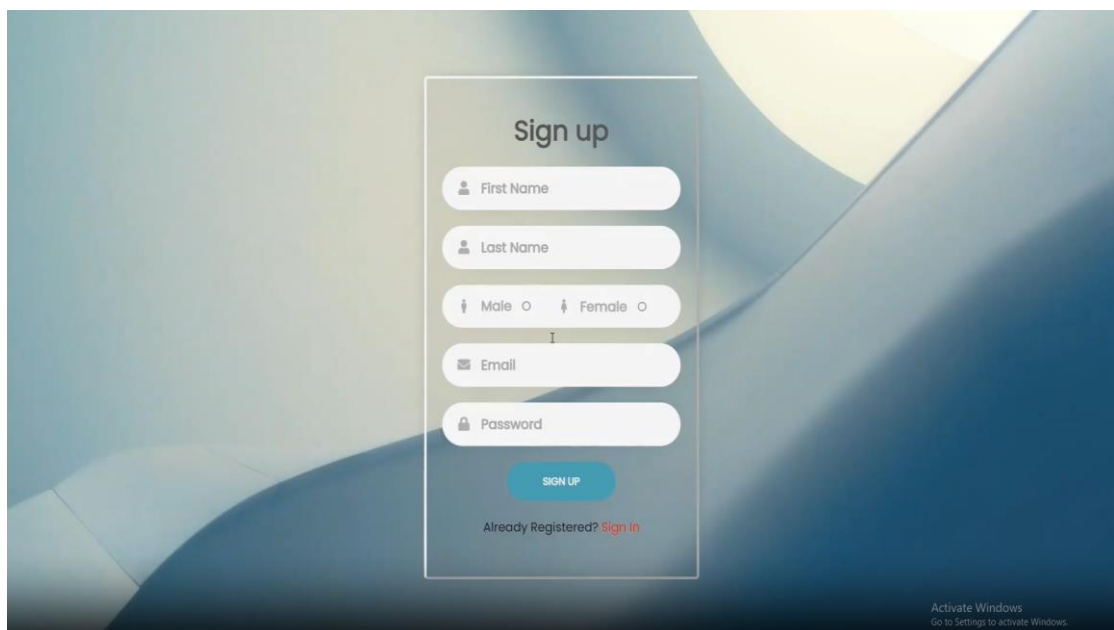 Sign up
First Name
Last Name
Male Female
Email
Password
SIGN UP
Already Registered? Sign In
Activate Windows
Go to Settings to activate Windows.